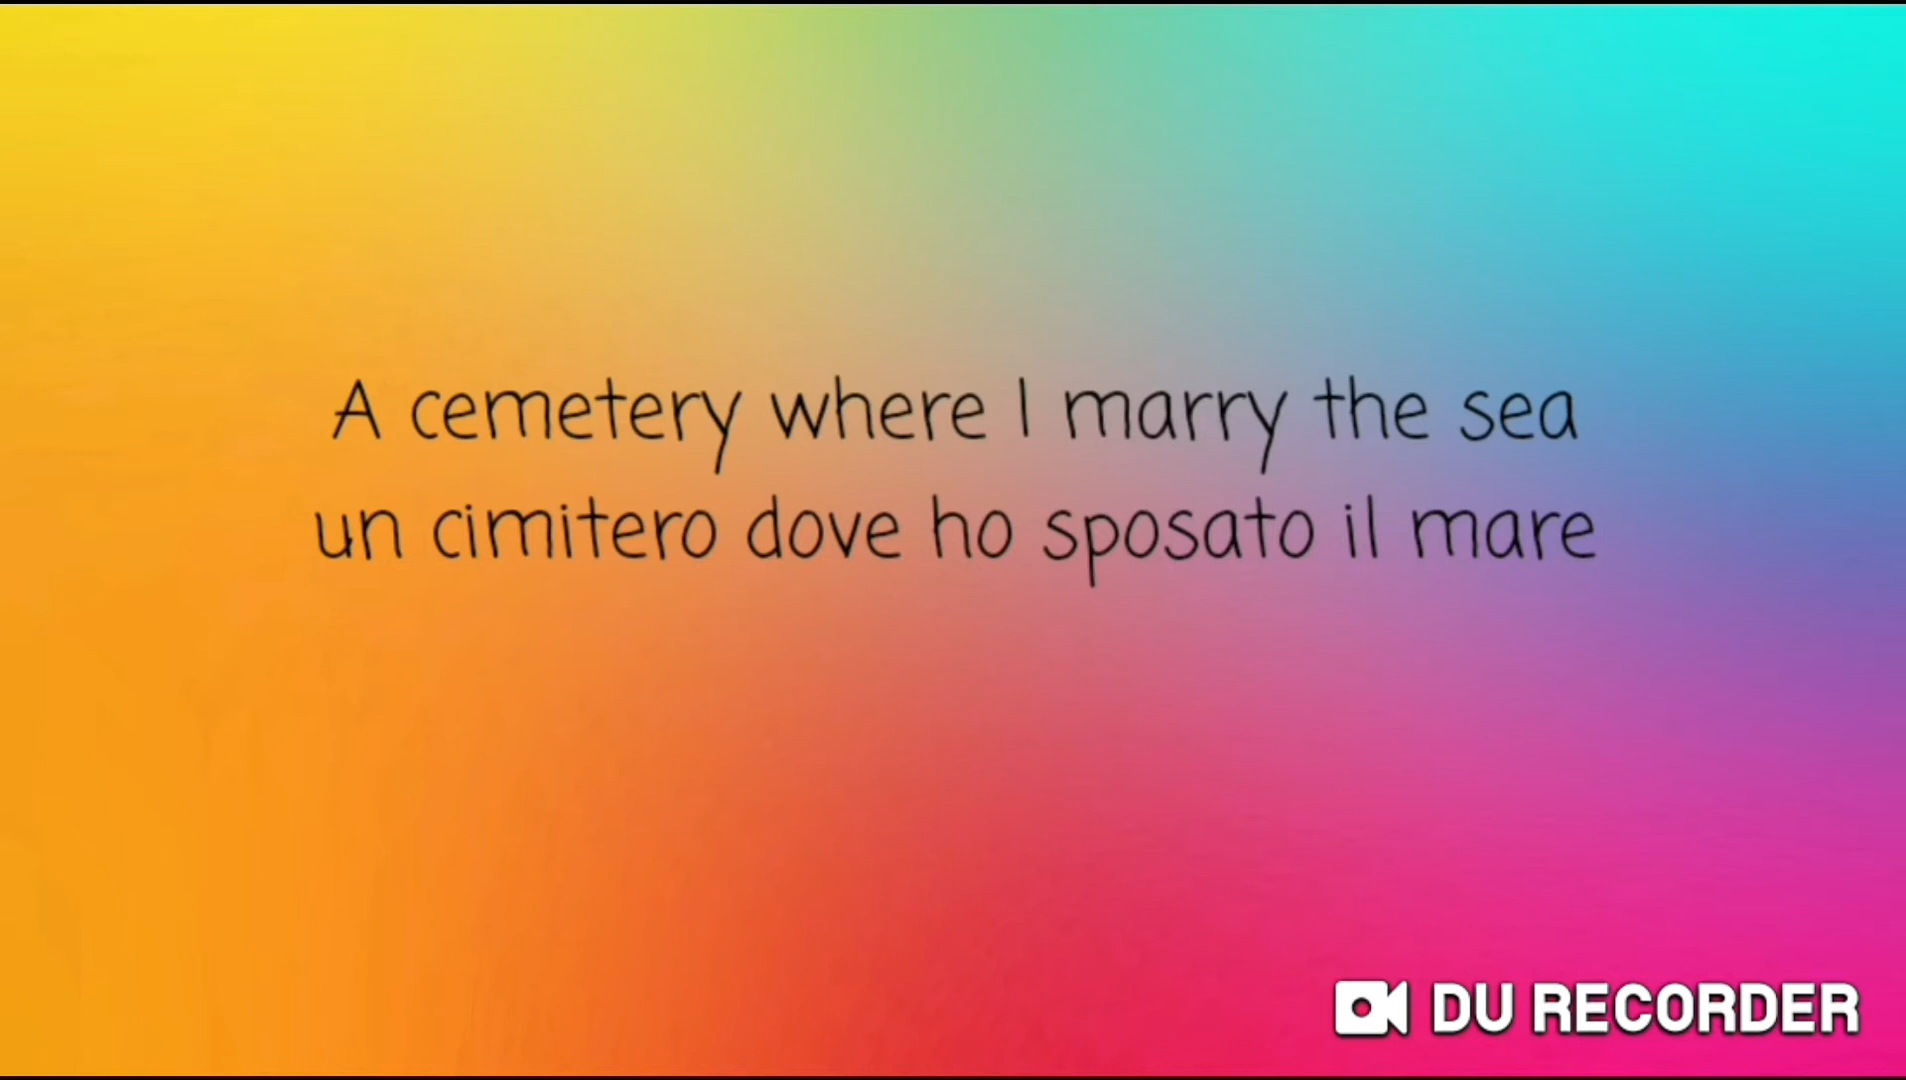 A cemetery where I marry the sea
un cimitero dove ho sposato il mare
DU RECORDER